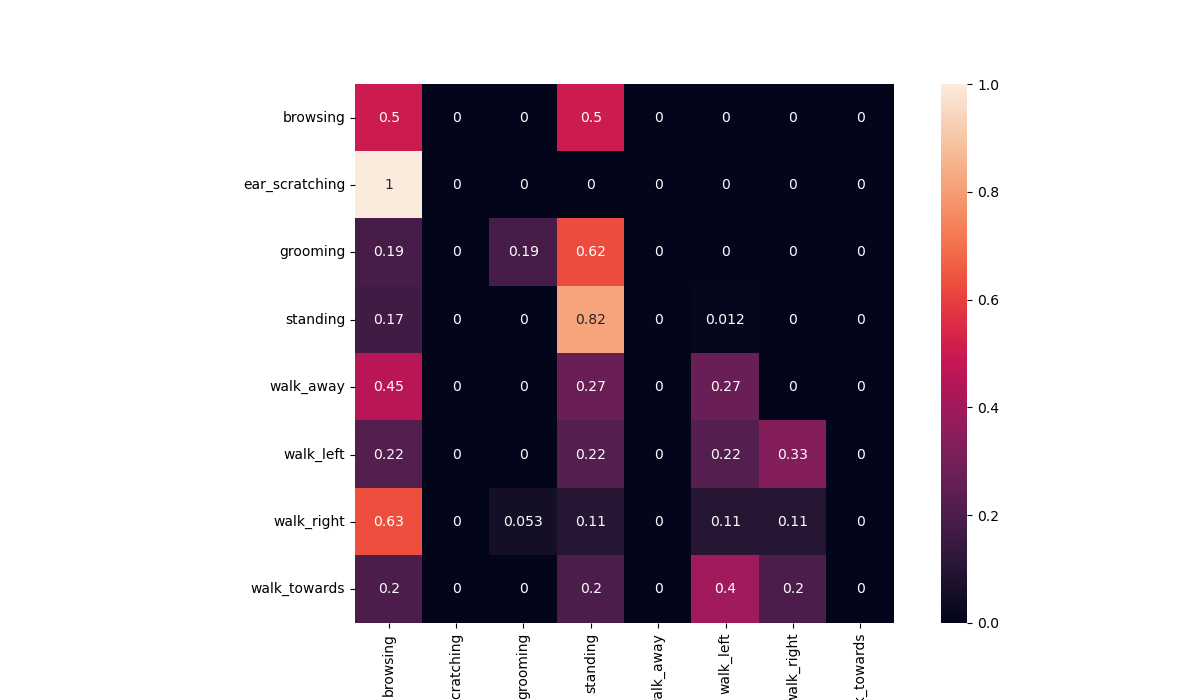 browsing 0.5 0 0 0.5 0 0 0 0
ear_scratching 1 0 0 0 0 0 0 0
grooming 0.19 0 0.19 0.62 0 0 0 0
standing 0.17 0 0 0.82 0 0.012 0 0
walk_away 0.45 0 0 0.27 0 0.27 0 0
walk_left 0.22 0 0 0.22 0 0.22 0.33 0
walk_right 0.63 0 0.053 0.11 0 0.11 0.11 0
walk_towards 0.2 0 0 0.2 0 0.4 0.2 0
browsing
cratching
grooming
standing
alk_away
walk_left
walk_right
k_towards
1.0
0.8
0.6
0.4
0.2
0.0